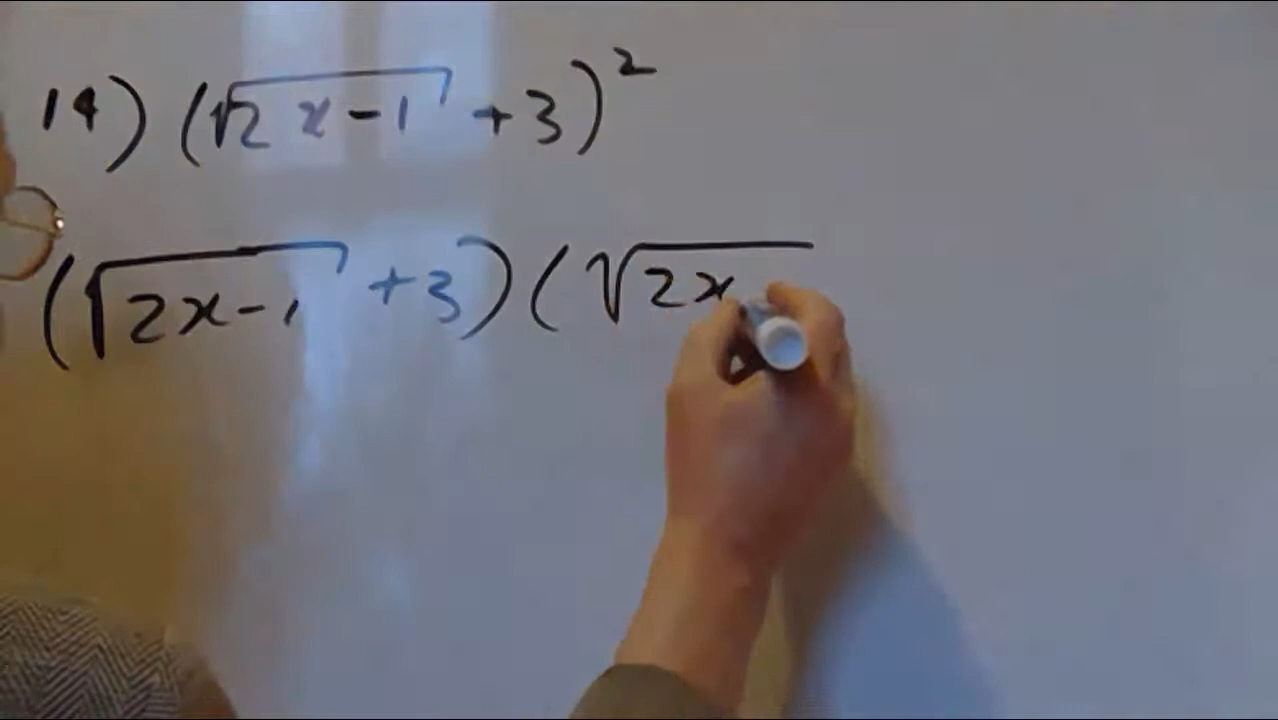 14) (√2x-1 +3)²
(√2x-1 +3)(√2x